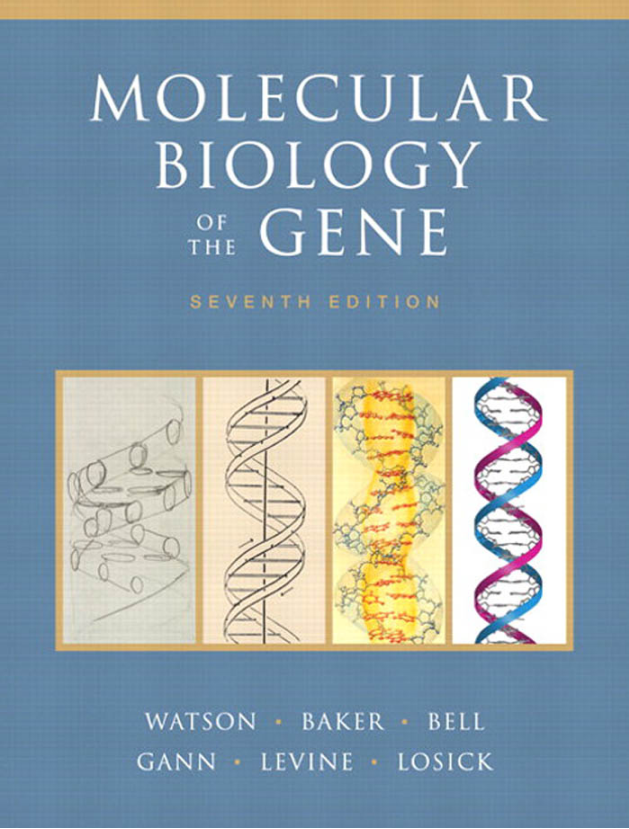 MOLECULAR
BIOLOGY
OF THE GENE
SEVENTH EDITION
WATSON • BAKER • BELL
GANN • LEVINE • LOSICK